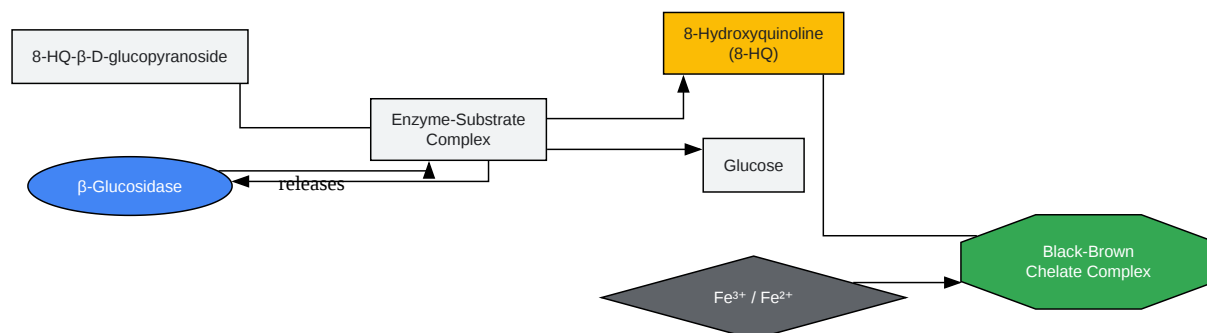 8-HQ-β-D-glucopyranoside
8-Hydroxyquinoline
(8-HQ)
Enzyme-Substrate
Complex
Glucose
β-Glucosidase
releases
Black-Brown
Chelate Complex
Fe³⁺ / Fe²⁺